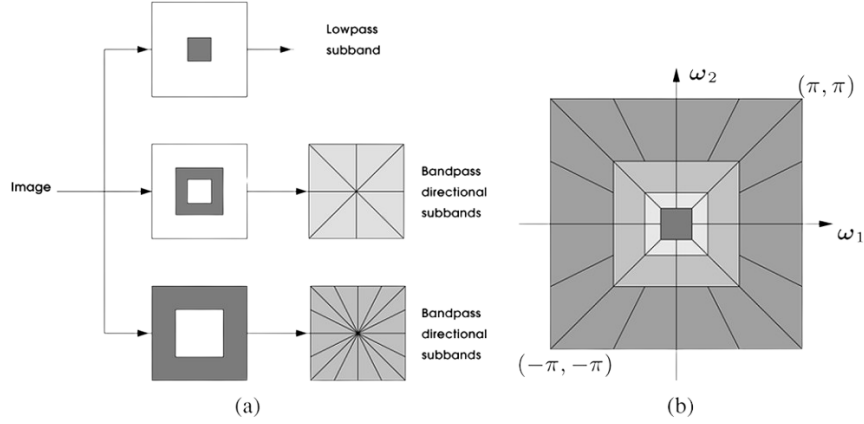 Lowpass
subband
Image
Bandpass
directional
subbands
Bandpass
directional
subbands
(a)
ω₂
(π, π)
ω₁
(−π, −π)
(b)